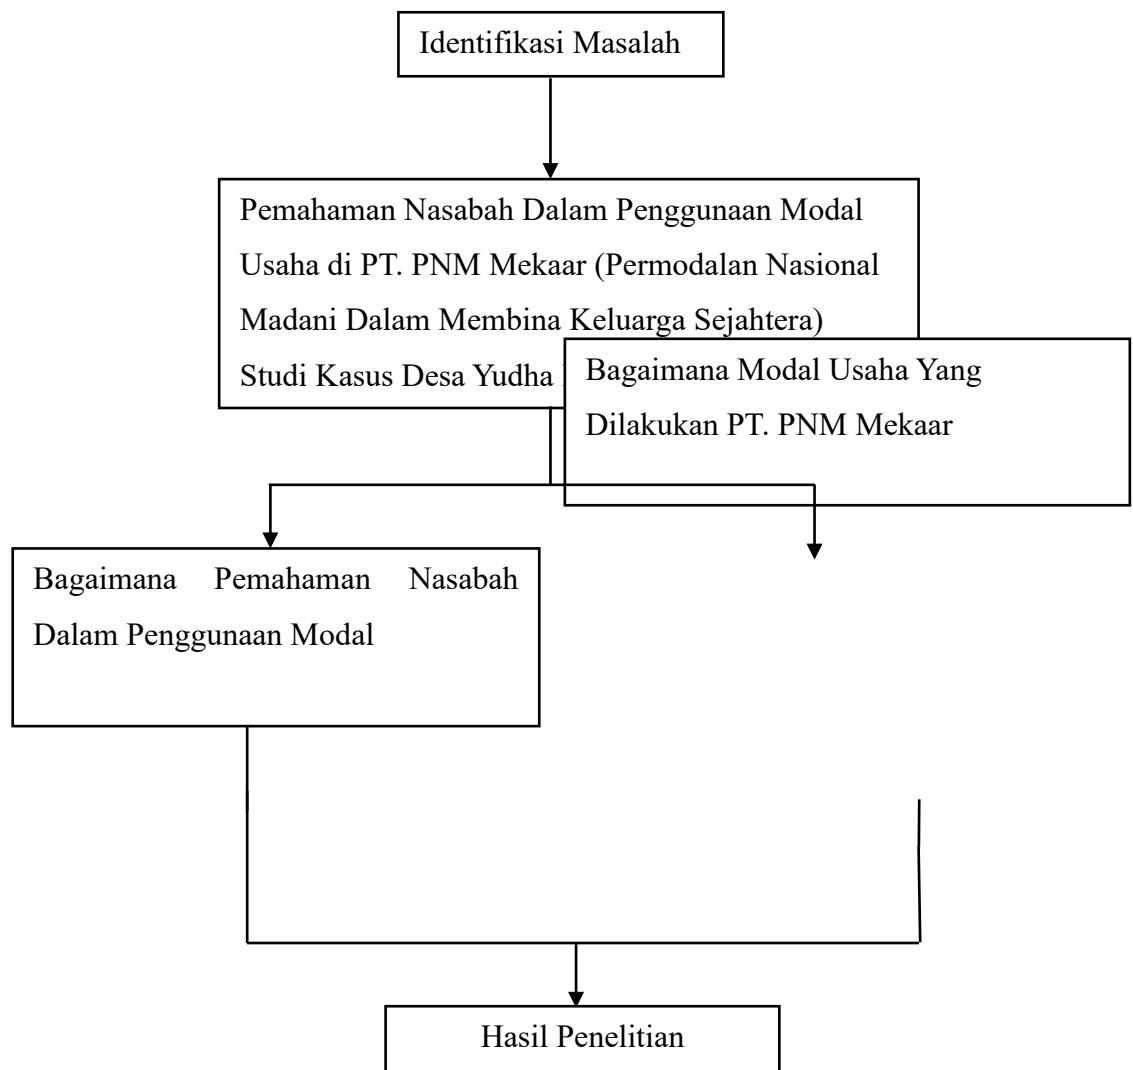 Identifikasi Masalah
Pemahaman Nasabah Dalam Penggunaan Modal
Usaha di PT. PNM Mekaar (Permodalan Nasional
Madani Dalam Membina Keluarga Sejahtera)
Studi Kasus Desa Yudha
Bagaimana Modal Usaha Yang
Dilakukan PT. PNM Mekaar
Bagaimana Pemahaman Nasabah
Dalam Penggunaan Modal
Hasil Penelitian